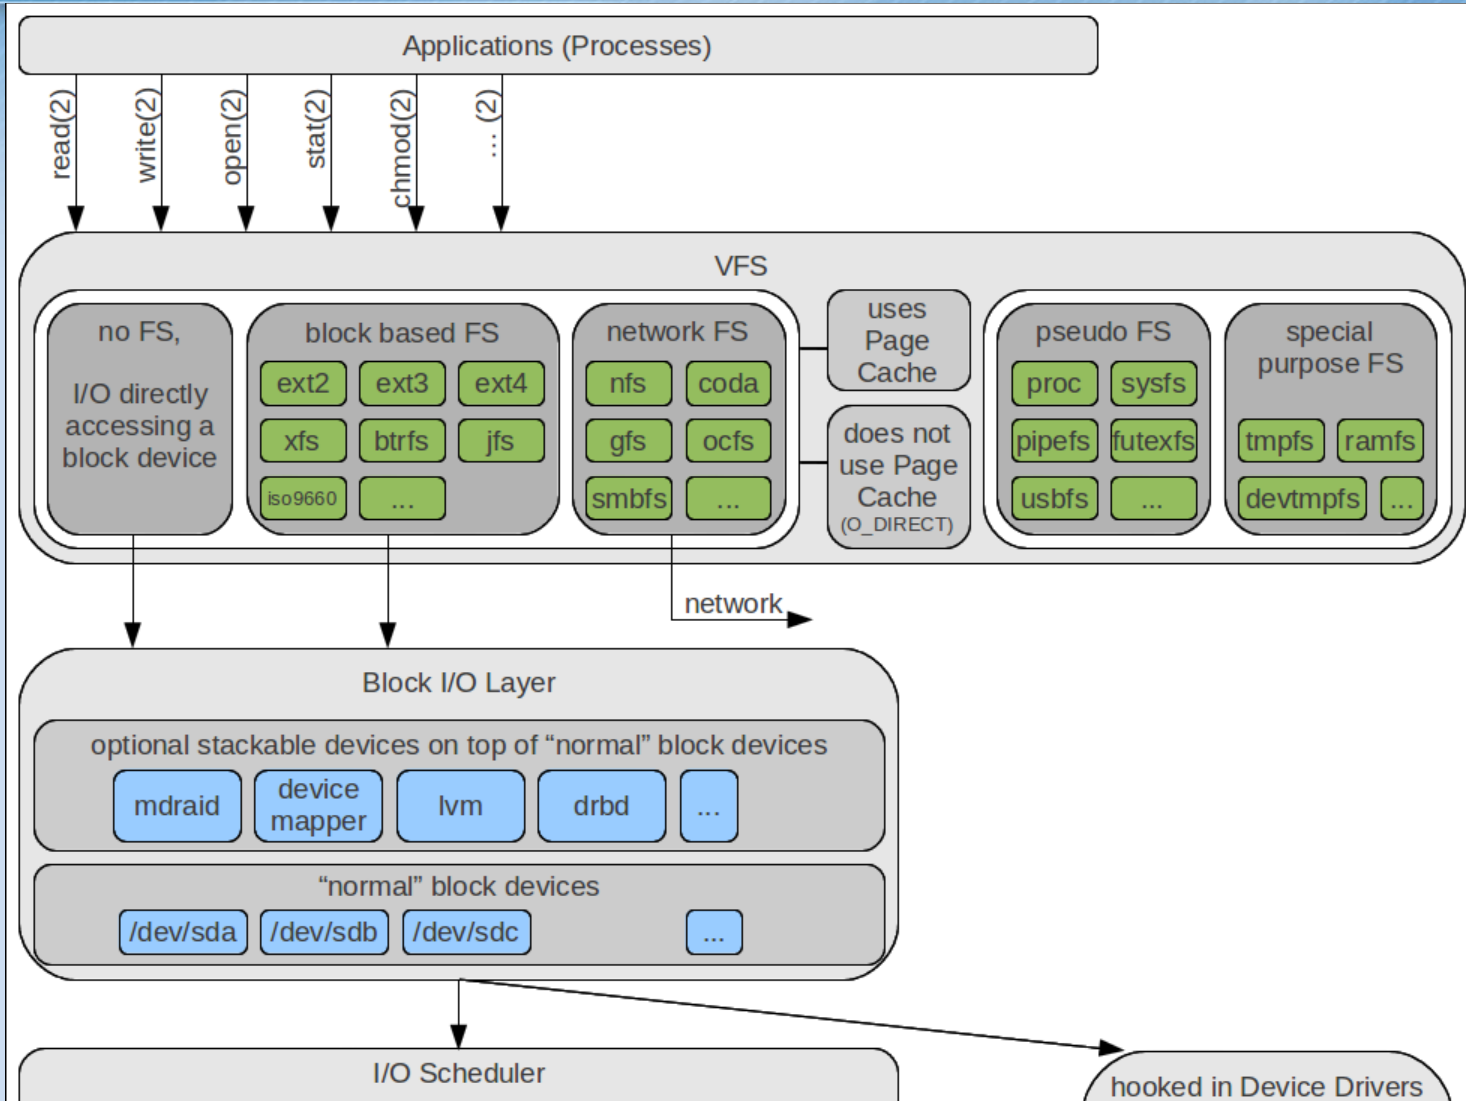 Applications (Processes)
read(2)
write(2)
open(2)
stat(2)
chmod(2)
... (2)
VFS
no FS,
I/O directly
accessing a
block device
block based FS
ext2
ext3
ext4
xfs
btrfs
jfs
iso9660
...
network FS
nfs
coda
gfs
ocfs
smbfs
...
uses
Page
Cache
does not
use Page
Cache
(O_DIRECT)
pseudo FS
proc
sysfs
pipefs
futexfs
usbfs
...
special
purpose FS
tmpfs
ramfs
devtmpfs
...
network
Block I/O Layer
optional stackable devices on top of “normal” block devices
mdraid
device
mapper
lvm
drbd
...
“normal” block devices
/dev/sda
/dev/sdb
/dev/sdc
...
I/O Scheduler
hooked in Device Drivers